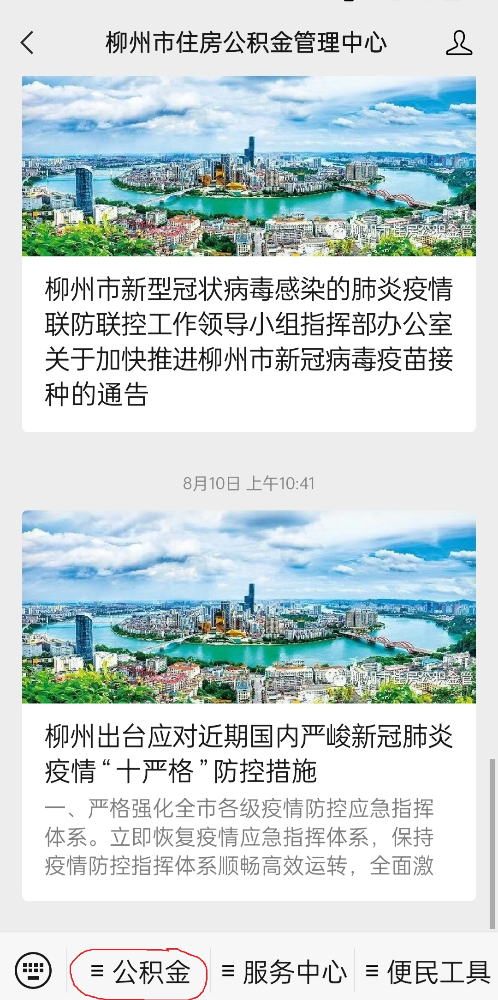 柳州市住房公积金管理中心
柳州市住房公积金管
柳州市新型冠状病毒感染的肺炎疫情
联防联控工作领导小组指挥部办公室
关于加快推进柳州市新冠病毒疫苗接
种的通告
8月10日 上午10:41
柳州市住房公积金管
柳州出台应对近期国内严峻新冠肺炎
疫情“十严格”防控措施
一、严格强化全市各级疫情防控应急指挥
体系。立即恢复疫情应急指挥体系，保持
疫情防控指挥体系顺畅高效运转，全面激
公积金 服务中心 便民工具